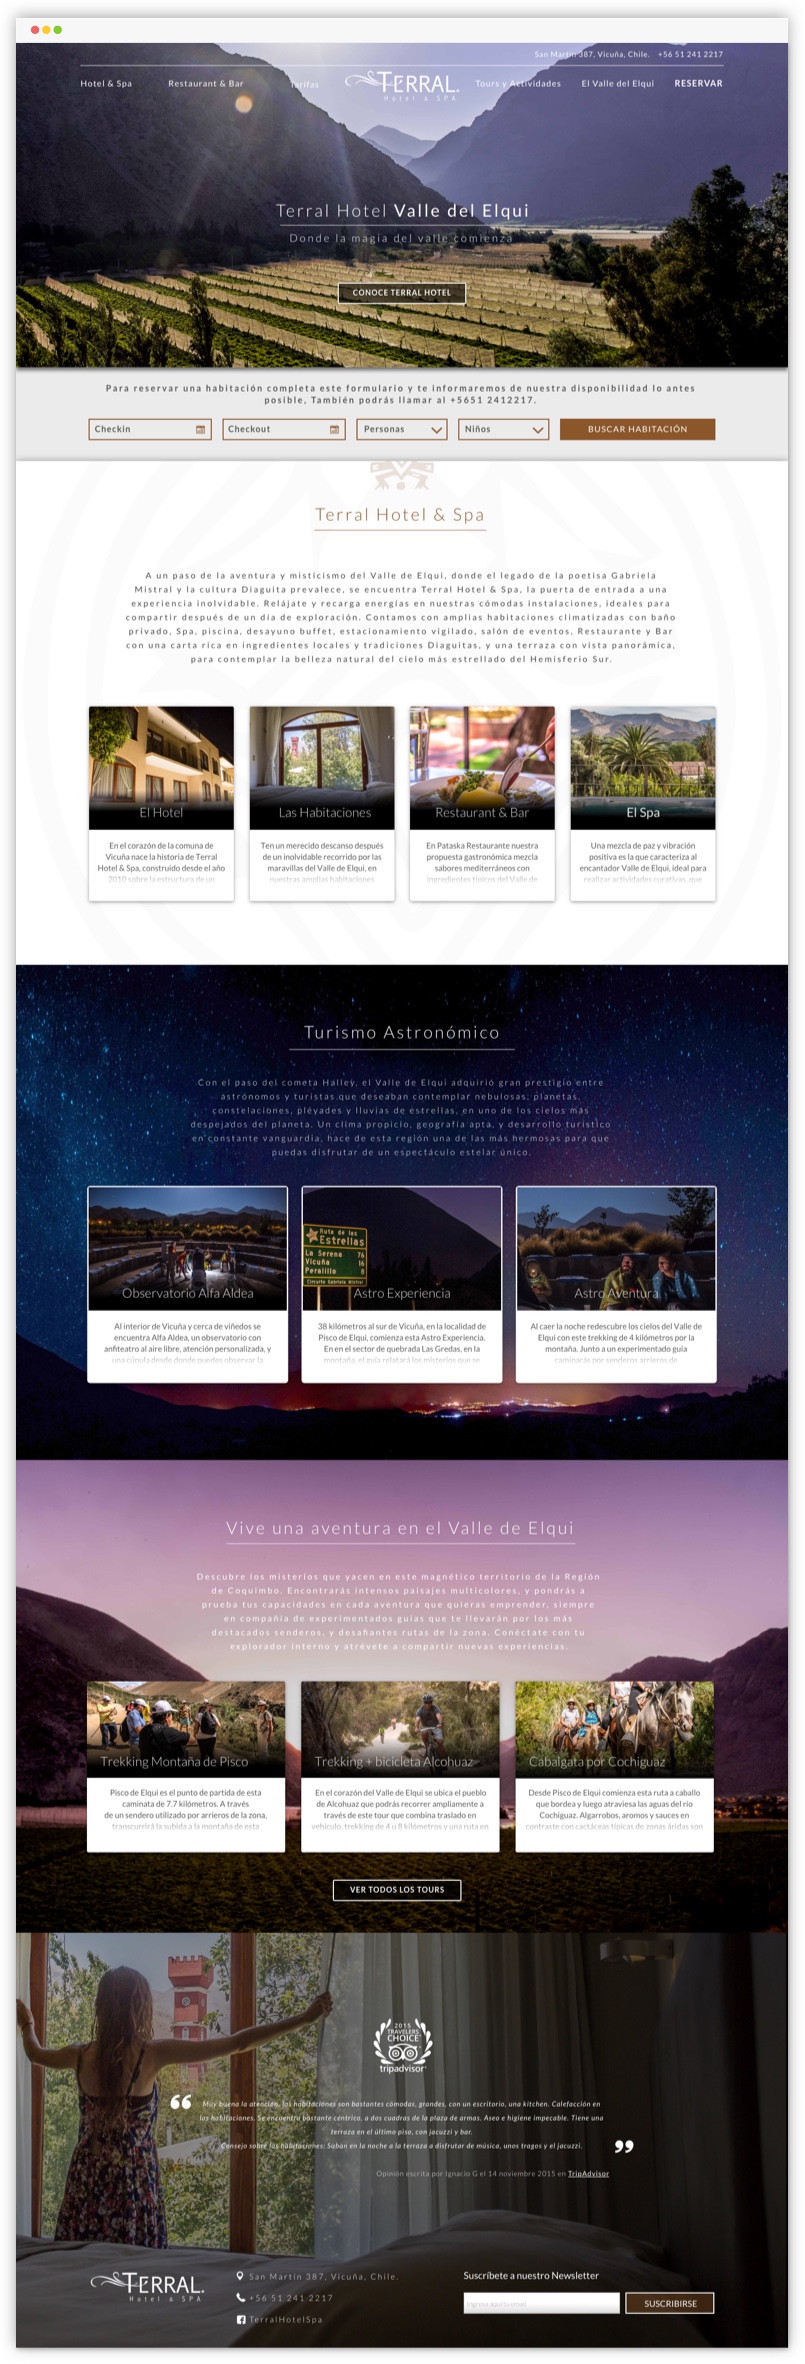 San Martín 387, Vicuña, Chile. +56 51 241 2217
Hotel & Spa Restaurant & Bar Tarifas TERRAL. Tours y Actividades El Valle del Elqui RESERVAR
Hotel & SPA
Terral Hotel Valle del Elqui
Donde la magia del valle comienza
CONOCE TERRAL HOTEL
Para reservar una habitación completa este formulario y te informaremos de nuestra disponibilidad lo antes
posible, También podrás llamar al +5651 2412217.
Checkin Checkout Personas Niños BUSCAR HABITACIÓN
Terral Hotel & Spa
A un paso de la aventura y misticismo del Valle de Elqui, donde el legado de la poetisa Gabriela
Mistral y la cultura Diaguita prevalece, se encuentra Terral Hotel & Spa, la puerta de entrada a una
experiencia inolvidable. Relájate y recarga energías en nuestras cómodas instalaciones, ideales para
compartir después de un día de exploración. Contamos con amplias habitaciones climatizadas con baño
privado, Spa, piscina, desayuno buffet, estacionamiento vigilado, salón de eventos, Restaurante y Bar
con una carta rica en ingredientes locales y tradiciones Diaguitas, y una terraza con vista panorámica,
para contemplar la belleza natural del cielo más estrellado del Hemisferio Sur.
El Hotel
En el corazón de la comuna de
Vicuña nace la historia de Terral
Hotel & Spa, construido desde el año
2010 sobre la estructura de un
Las Habitaciones
Ten un merecido descanso después
de un inolvidable recorrido por las
maravillas del Valle de Elqui, en
nuestras amplias habitaciones
Restaurant & Bar
En Pataska Restaurante nuestra
propuesta gastronómica mezcla
sabores mediterráneos con
ingredientes típicos del Valle de
El Spa
Una mezcla de paz y vibración
positiva es la que caracteriza al
encantador Valle de Elqui, ideal para
realizar actividades curativas, que
Turismo Astronómico
Con el paso del cometa Halley, el Valle de Elqui adquirió gran prestigio entre
astrónomos y turistas que deseaban contemplar nebulosas, planetas,
constelaciones, pléyades y lluvias de estrellas, en uno de los cielos más
despejados del planeta. Un clima propicio, geografía apta, y desarrollo turístico
en constante vanguardia, hace de esta región una de las más hermosas para que
puedas disfrutar de un espectáculo estelar único.
Observatorio Alfa Aldea
Al interior de Vicuña y cerca de viñedos se
encuentra Alfa Aldea, un observatorio con
anfiteatro al aire libre, atención personalizada, y
una cúpula desde donde puedes observar la
Ruta de las
Estrellas
La Serena 76
Vicuña 16
Peralillo 8
Circuito Gabriela Mistral
Astro Experiencia
38 kilómetros al sur de Vicuña, en la localidad de
Pisco de Elqui, comienza esta Astro Experiencia.
En en el sector de quebrada Las Gredas, en la
montaña, el guía relatará los misterios que se
Astro Aventura
Al caer la noche redescubre los cielos del Valle de
Elqui con este trekking de 4 kilómetros por la
montaña. Junto a un experimentado guía
caminarás por senderos arrieros de
Vive una aventura en el Valle de Elqui
Descubre los misterios que yacen en este magnético territorio de la Región
de Coquimbo. Encontrarás intensos paisajes multicolores, y pondrás a
prueba tus capacidades en cada aventura que quieras emprender, siempre
en compañía de experimentados guías que te llevarán por los más
destacados senderos, y desafiantes rutas de la zona. Conéctate con tu
explorador interno y atrévete a compartir nuevas experiencias.
Trekking Montaña de Pisco
Pisco de Elqui es el punto de partida de esta
caminata de 7.7 kilómetros. A través
de un sendero utilizado por arrieros de la zona,
transcurrirá la subida a la montaña de esta
Trekking + bicicleta Alcohuaz
En el corazón del Valle de Elqui se ubica el pueblo
de Alcohuaz que podrás recorrer ampliamente a
través de este tour que combina traslado en
vehículo, trekking de 4 u 8 kilómetros y una ruta en
Cabalgata por Cochiguaz
Desde Pisco de Elqui comienza esta ruta a caballo
que bordea y luego atraviesa las aguas del río
Cochiguaz. Algarrobos, aromos y sauces en
contraste con cactáceas típicas de zonas áridas son
VER TODOS LOS TOURS
2015
TRAVELERS'
CHOICE
tripadvisor
“ Muy buena la atención, las habitaciones son bastantes cómodas, grandes, con un escritorio, una kitchen. Calefacción en
las habitaciones. Se encuentra bastante céntrico, a dos cuadras de la plaza de armas. Aseo e higiene impecable. Tiene una
terraza en el último piso, con jacuzzi y bar.
Consejo sobre las habitaciones: Suban en la noche a la terraza a disfrutar de música, unos tragos y el jacuzzi. ”
Opinión escrita por Ignacio G el 14 noviembre 2015 en TripAdvisor
TERRAL.
Hotel & SPA
San Martín 387, Vicuña, Chile.
+56 51 241 2217
TerralHotelSpa
Suscríbete a nuestro Newsletter
Ingresa aquí tu email SUSCRIBIRSE